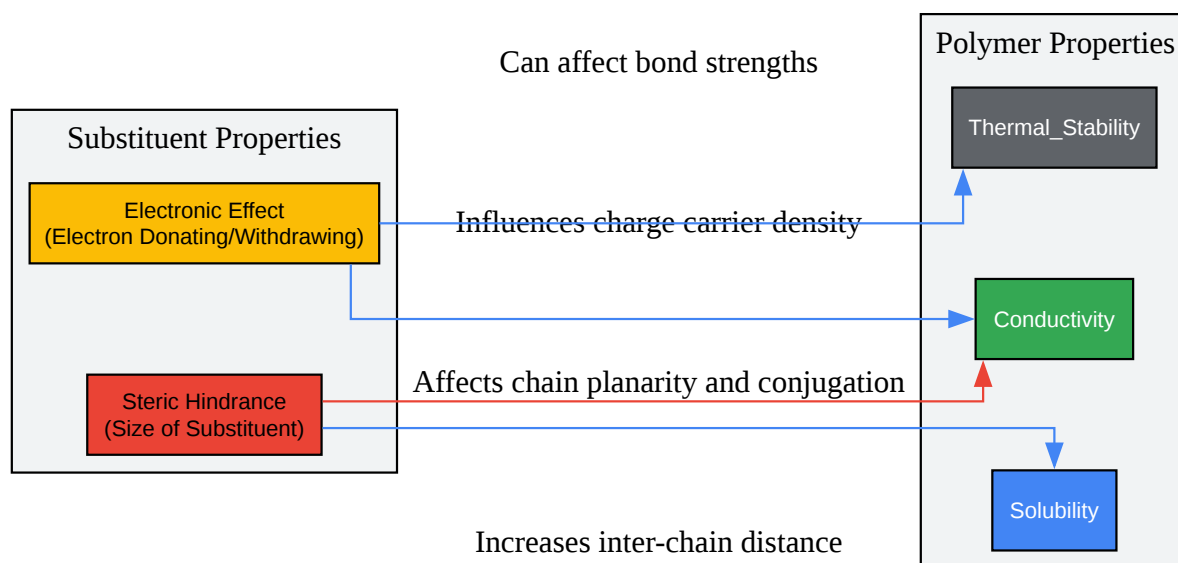 Polymer Properties
Can affect bond strengths
Thermal_Stability
Substituent Properties
Electronic Effect
(Electron Donating/Withdrawing)
Influences charge carrier density
Conductivity
Affects chain planarity and conjugation
Steric Hindrance
(Size of Substituent)
Solubility
Increases inter-chain distance